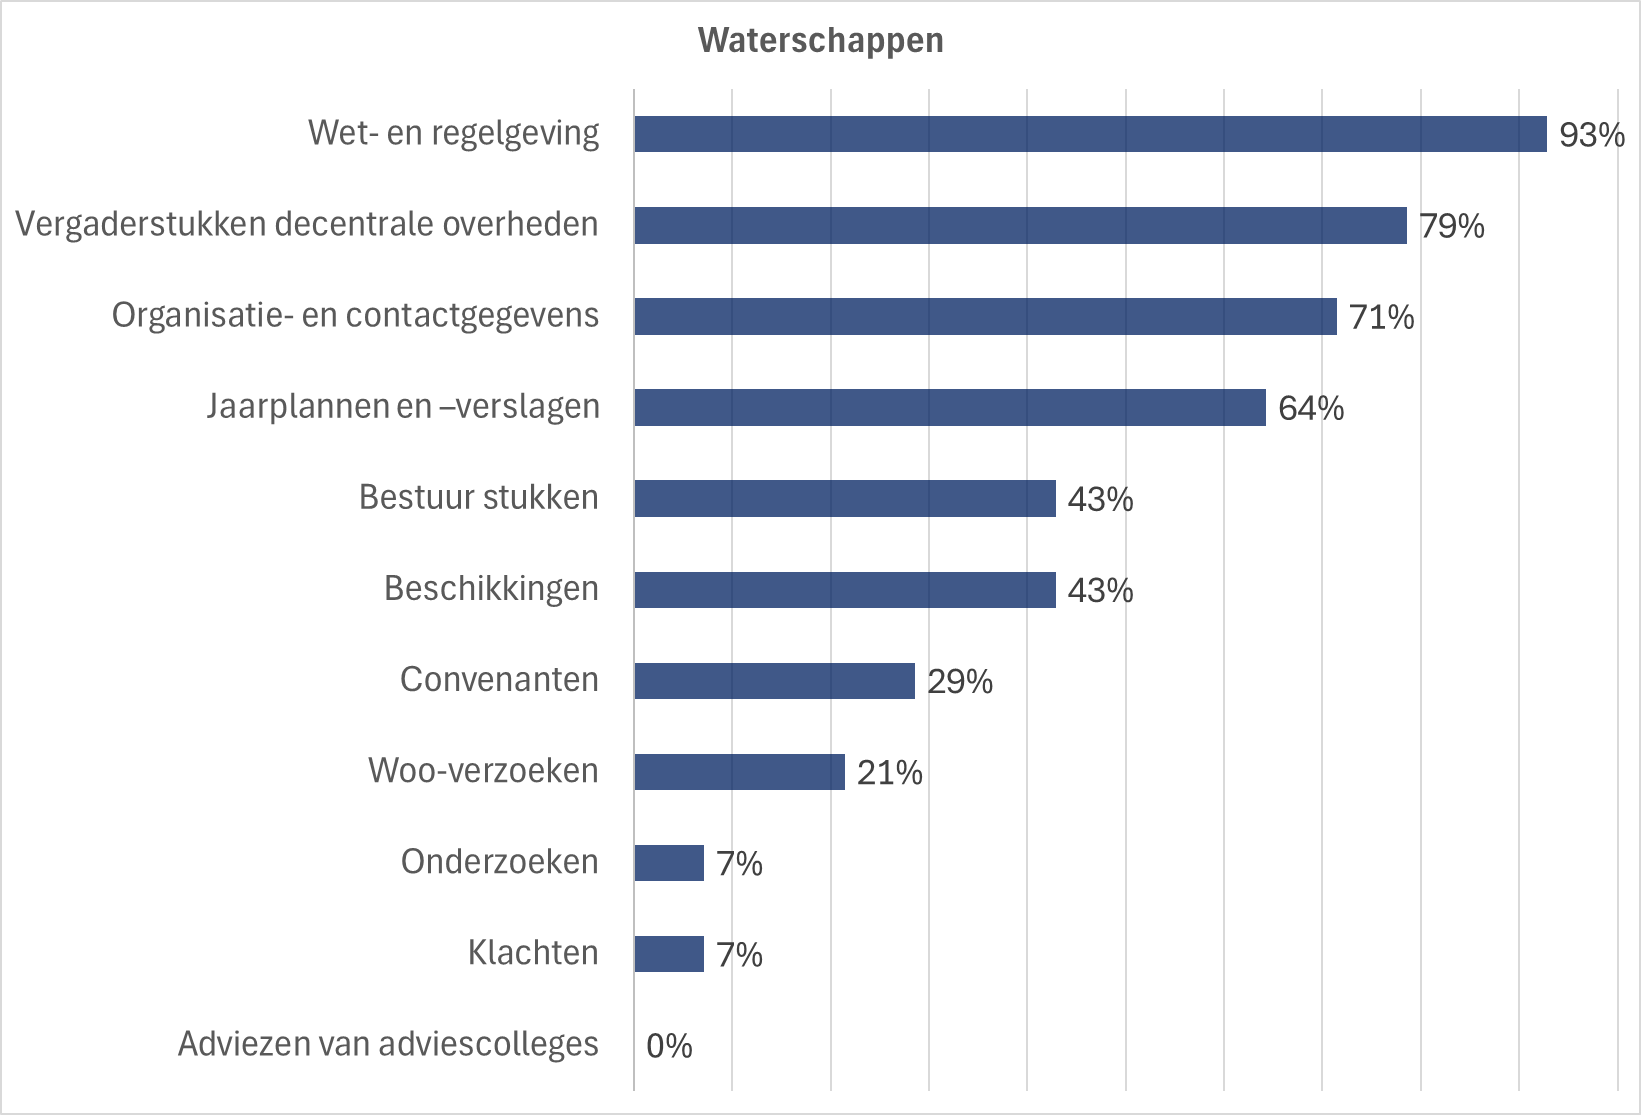 Waterschappen
Wet- en regelgeving 93%
Vergaderstukken decentrale overheden 79%
Organisatie- en contactgegevens 71%
Jaarplannen en –verslagen 64%
Bestuur stukken 43%
Beschikkingen 43%
Convenanten 29%
Woo-verzoeken 21%
Onderzoeken 7%
Klachten 7%
Adviezen van adviescolleges 0%